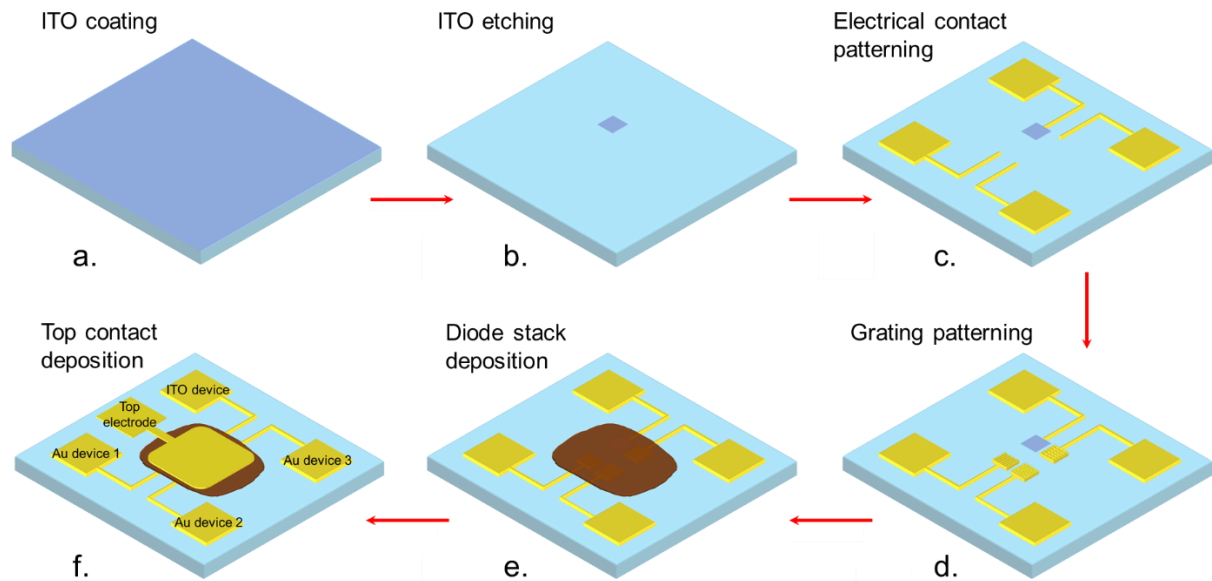 ITO coating
a.
ITO etching
b.
Electrical contact
patterning
c.
Grating patterning
d.
Diode stack
deposition
e.
Top contact
deposition
ITO device
Top
electrode
Au device 1
Au device 3
Au device 2
f.